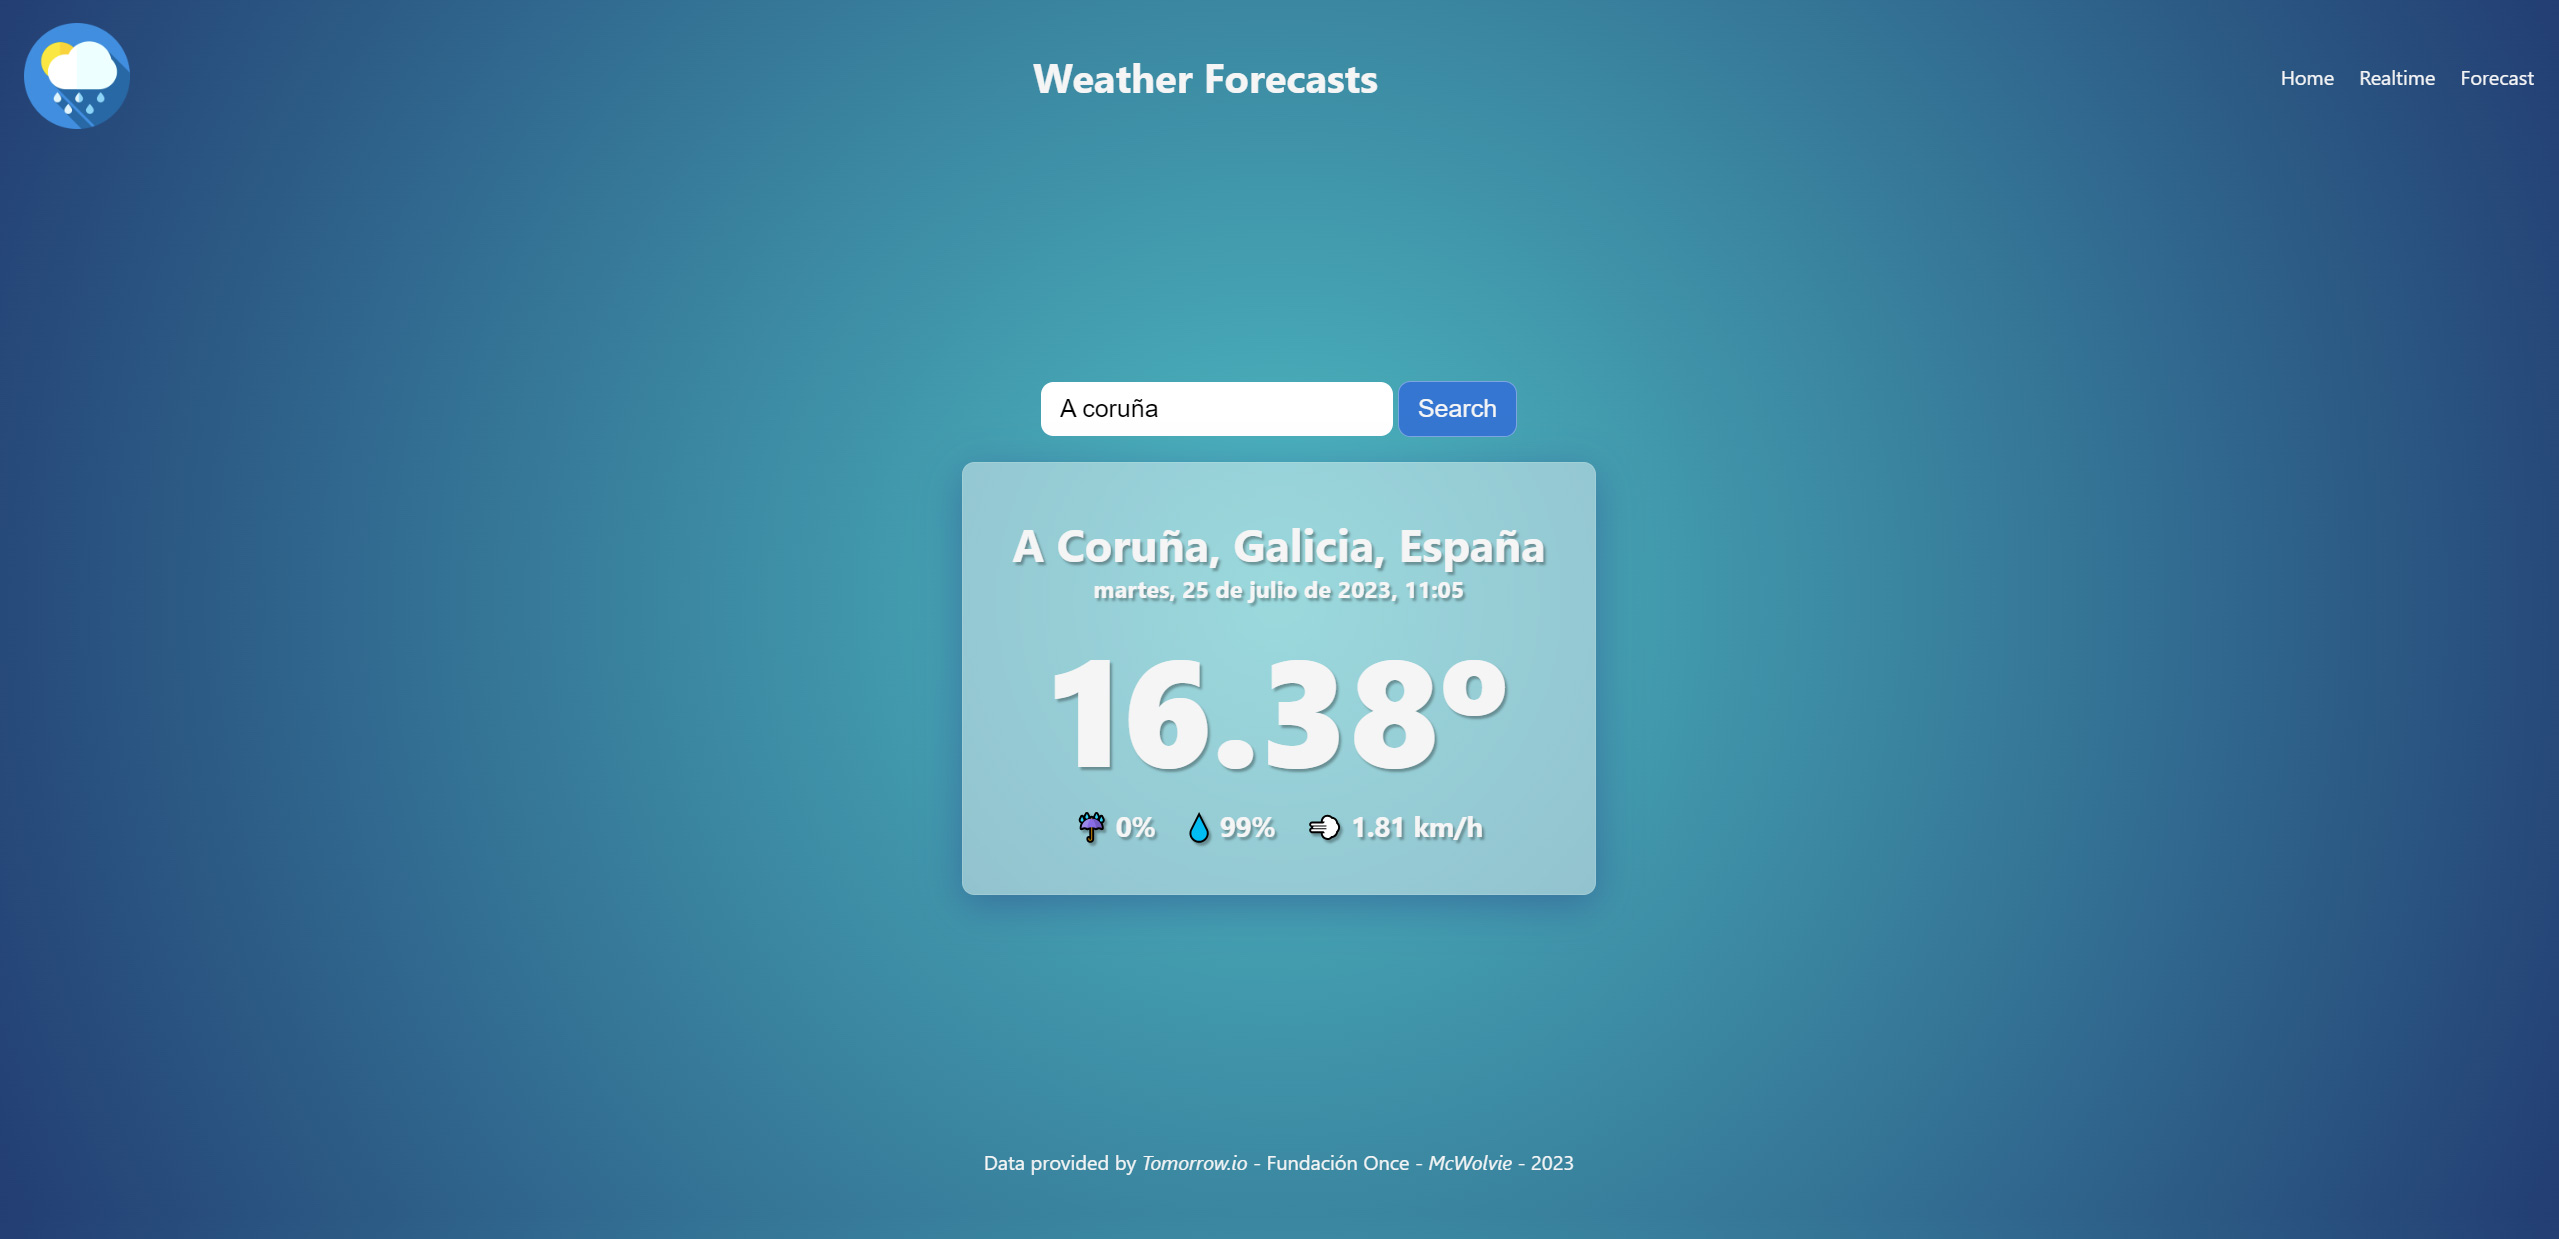 Weather Forecasts
Home Realtime Forecast
A coruña
Search
A Coruña, Galicia, España
martes, 25 de julio de 2023, 11:05
16.38º
0% 99% 1.81 km/h
Data provided by Tomorrow.io - Fundación Once - McWolvie - 2023